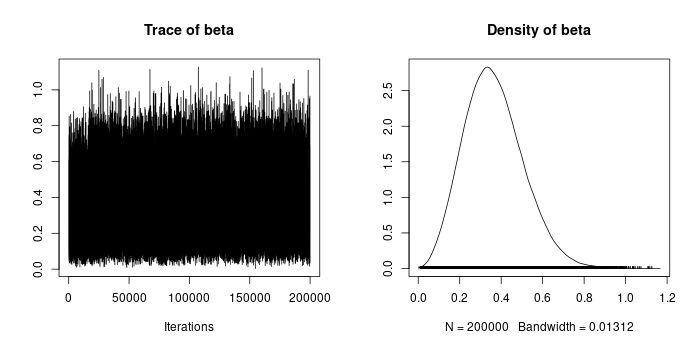 Trace of beta
1.0
0.8
0.6
0.4
0.2
0.0
0 50000 100000 150000 200000
Iterations
Density of beta
2.5
2.0
1.5
1.0
0.5
0.0
0.0 0.2 0.4 0.6 0.8 1.0 1.2
N = 200000 Bandwidth = 0.01312